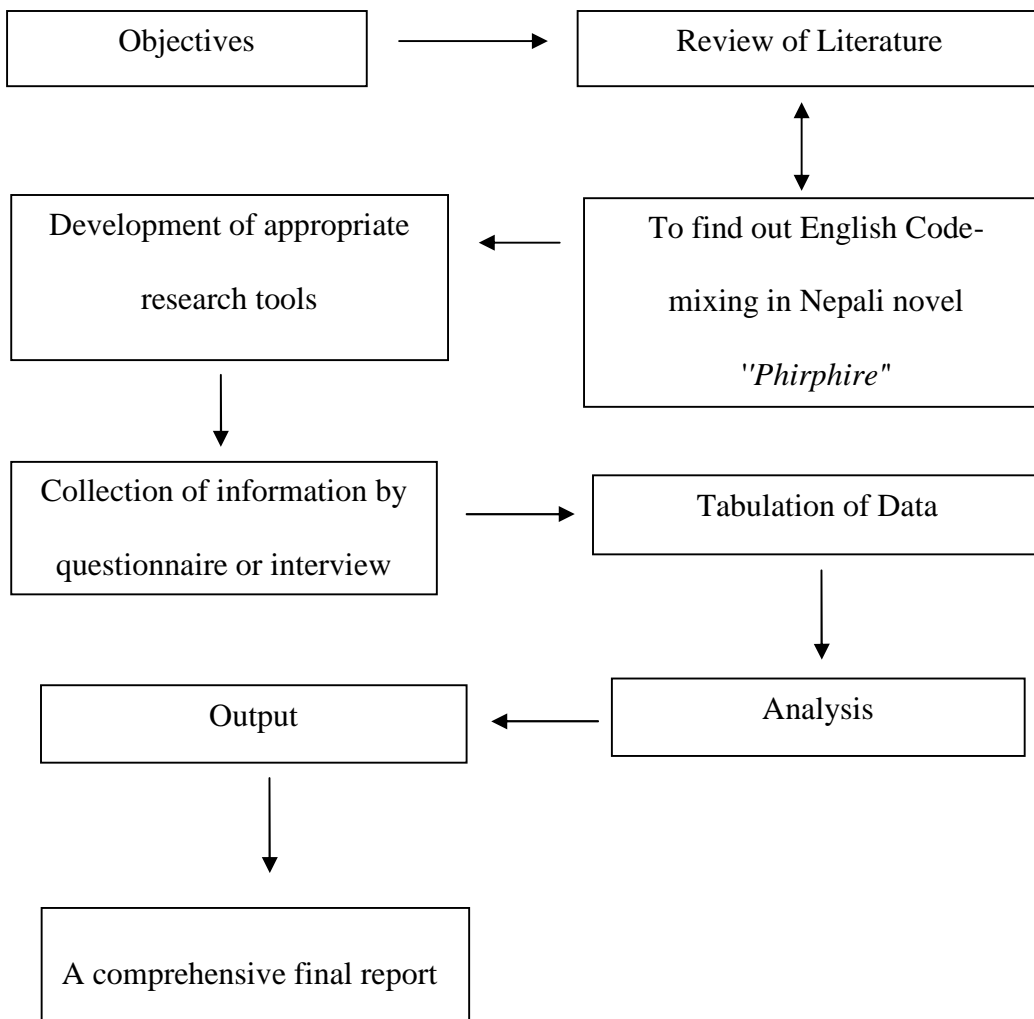 Objectives
Review of Literature
To find out English Code-
mixing in Nepali novel
''Phirphire"
Development of appropriate
research tools
Collection of information by
questionnaire or interview
Tabulation of Data
Analysis
Output
A comprehensive final report